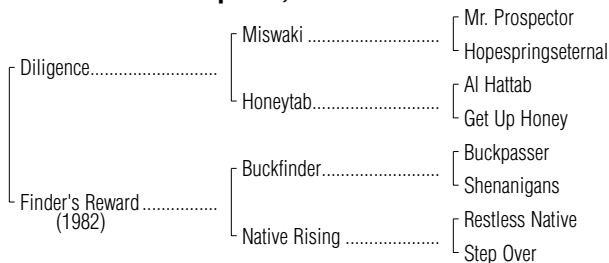 Mr. Prospector
Miswaki ..................................
Hopespringseternal
Diligence.................................
Al Hattab
Honeytab.................................
Get Up Honey
Buckpasser
Buckfinder ..............................
Shenanigans
Finder's Reward ...................
(1982)
Restless Native
Native Rising .........................
Step Over